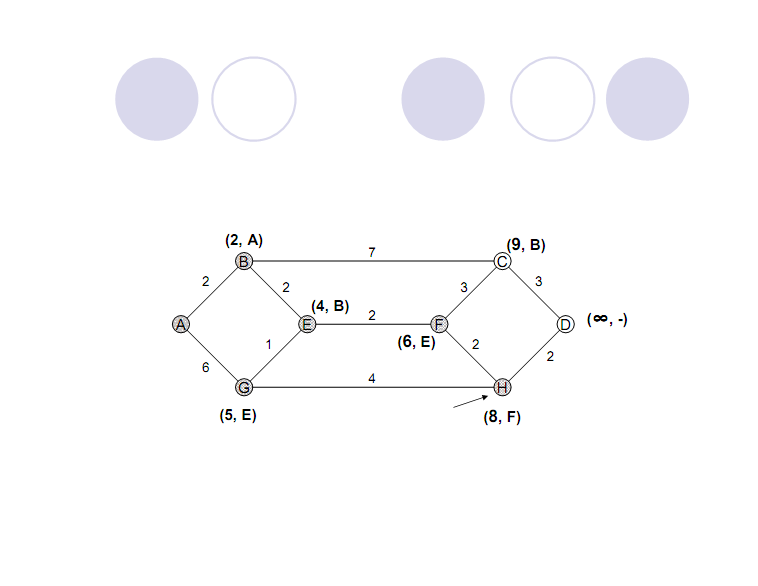 (2, A)
(9, B)
B
7
C
2
2
3
3
(4, B)
A
E
2
F
D
(∞, -)
(6, E)
1
2
2
6
4
G
H
(5, E)
(8, F)